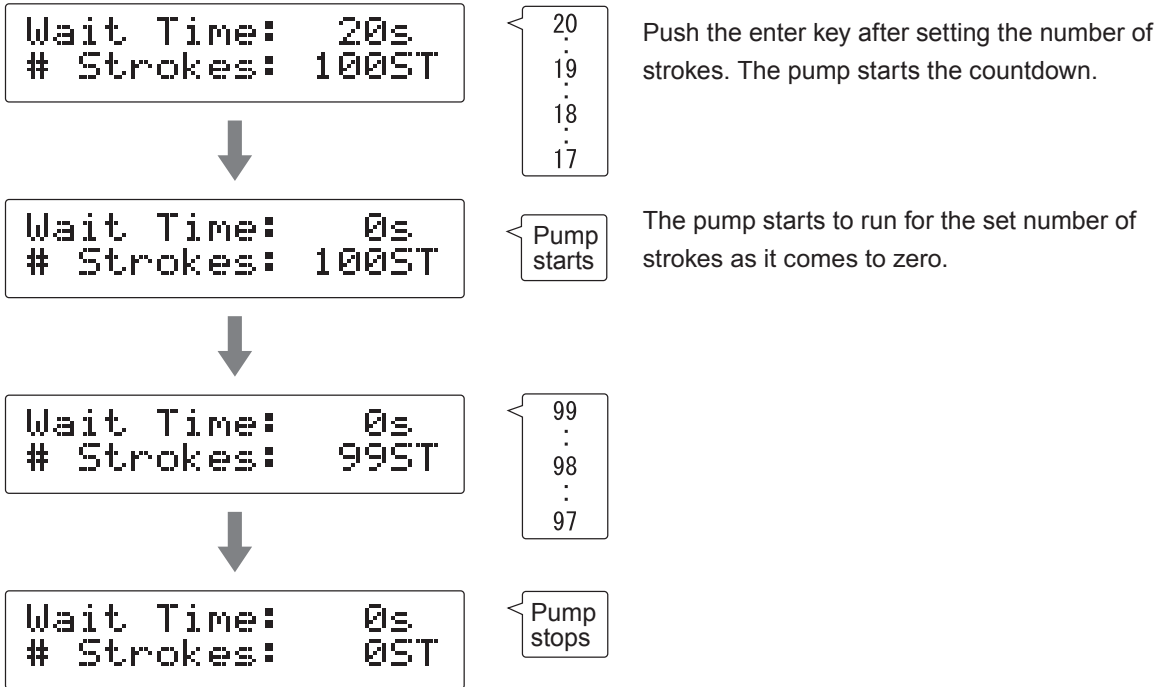 Wait Time: 20s
# Strokes: 100ST
20
19
18
17
Push the enter key after setting the number of
strokes. The pump starts the countdown.
Wait Time: 0s
# Strokes: 100ST
Pump
starts
The pump starts to run for the set number of
strokes as it comes to zero.
Wait Time: 0s
# Strokes: 99ST
99
98
97
Wait Time: 0s
# Strokes: 0ST
Pump
stops